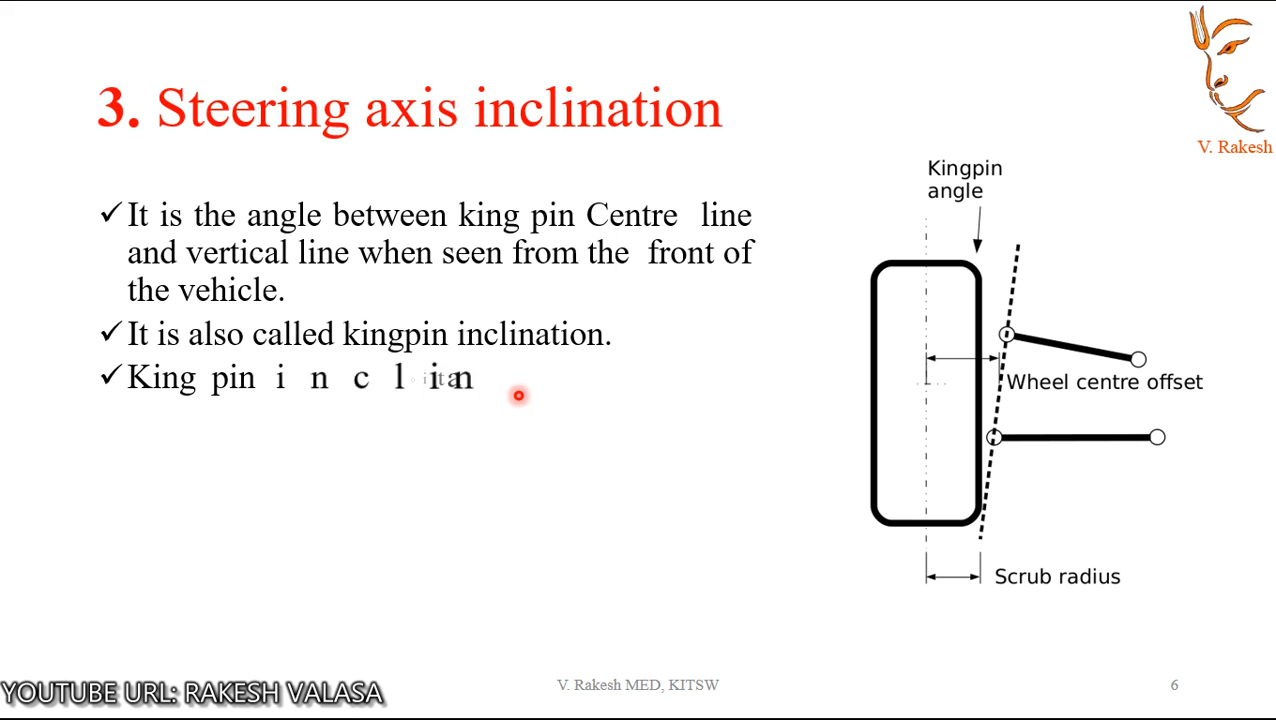 3. Steering axis inclination
V. Rakesh
Kingpin
angle
✓It is the angle between king pin Centre line
and vertical line when seen from the front of
the vehicle.
✓It is also called kingpin inclination.
✓King pin
Wheel centre offset
Scrub radius
YOUTUBE URL: RAKESH VALASA
V. Rakesh MED, KITSW
6